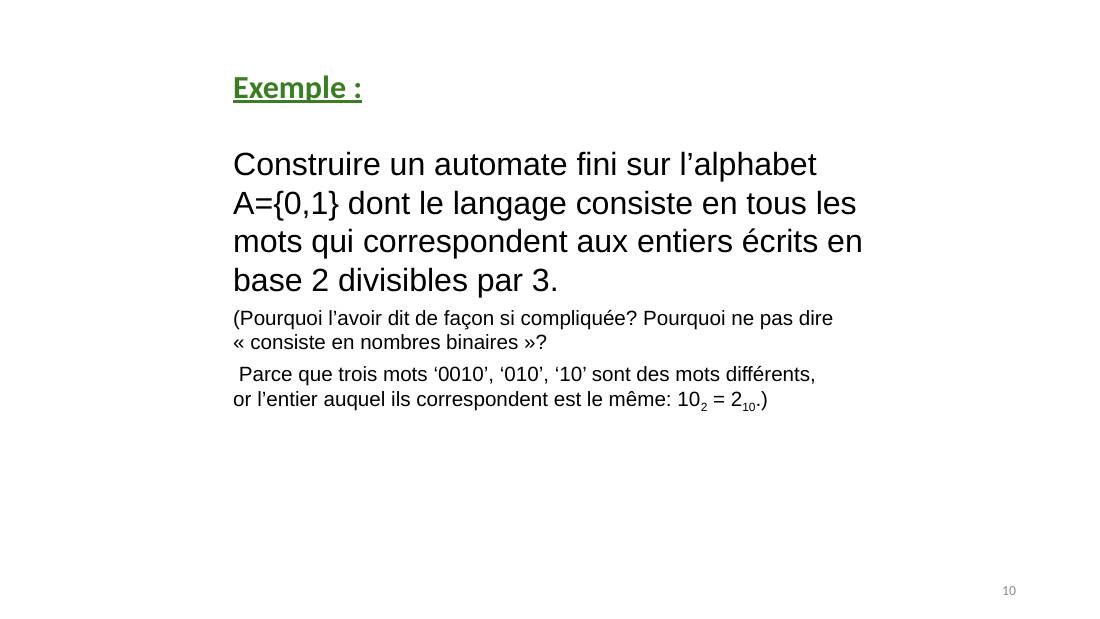 Exemple :
Construire un automate fini sur l’alphabet
A={0,1} dont le langage consiste en tous les
mots qui correspondent aux entiers écrits en
base 2 divisibles par 3.
(Pourquoi l’avoir dit de façon si compliquée? Pourquoi ne pas dire
« consiste en nombres binaires »?
Parce que trois mots ‘0010’, ‘010’, ‘10’ sont des mots différents,
or l’entier auquel ils correspondent est le même: 10₂ = 2₁₀.)
10